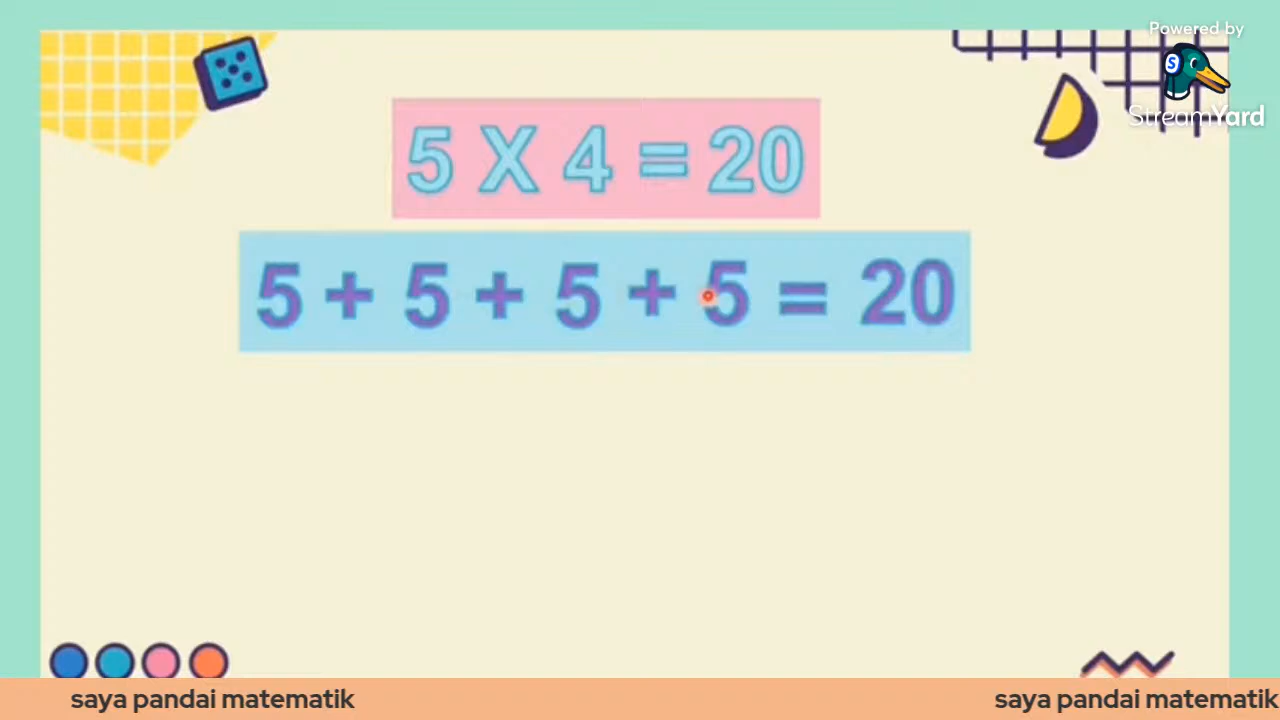 Powered by
StreamYard
5 X 4 = 20
5 + 5 + 5 + 5 = 20
saya pandai matematik
saya pandai matematik